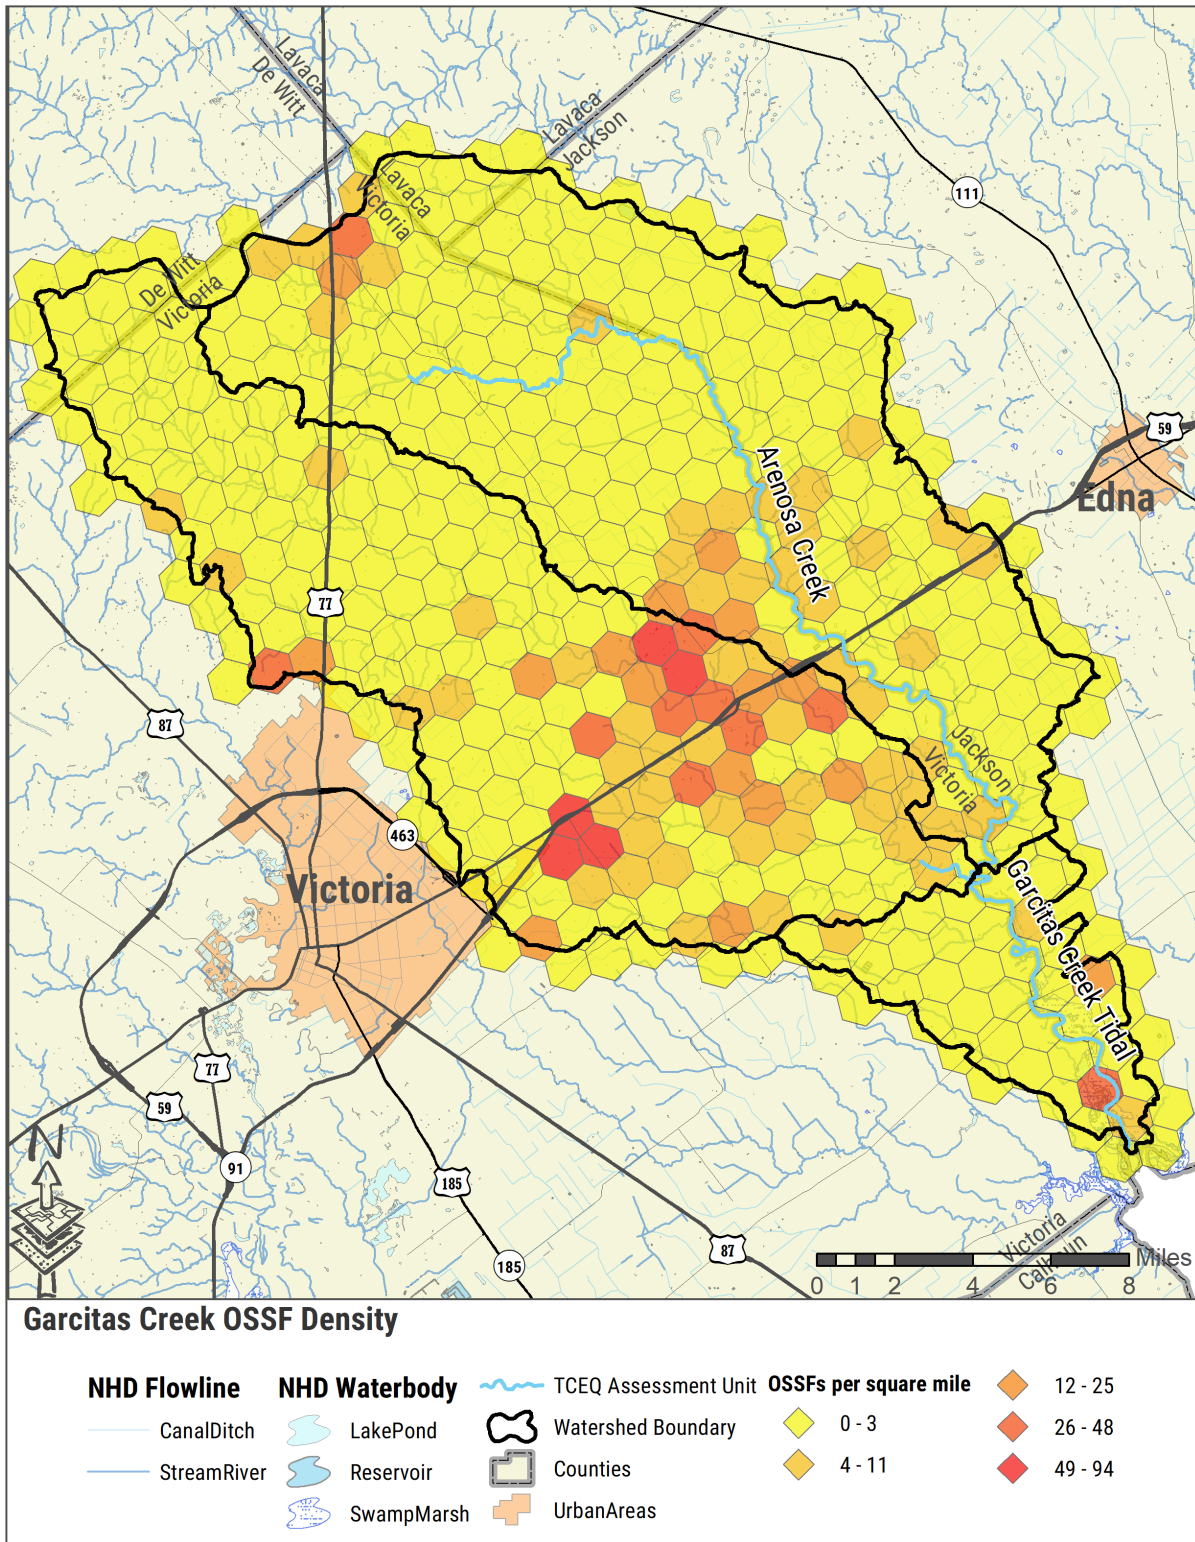 Lavaca
De Witt
Lavaca
Jackson
111
Lavaca
Victoria
De Witt
Victoria
59
Edna
Arenosa Creek
77
87
Jackson
Victoria
463
Victoria
Garcitas Creek Tidal
77
59
91
N
185
185
87
Victoria
Calhoun
0 1 2 4 6 8 Miles
Garcitas Creek OSSF Density
NHD Flowline
CanalDitch
StreamRiver
NHD Waterbody
LakePond
Reservoir
SwampMarsh
TCEQ Assessment Unit
Watershed Boundary
Counties
UrbanAreas
OSSFs per square mile
0 - 3
4 - 11
12 - 25
26 - 48
49 - 94